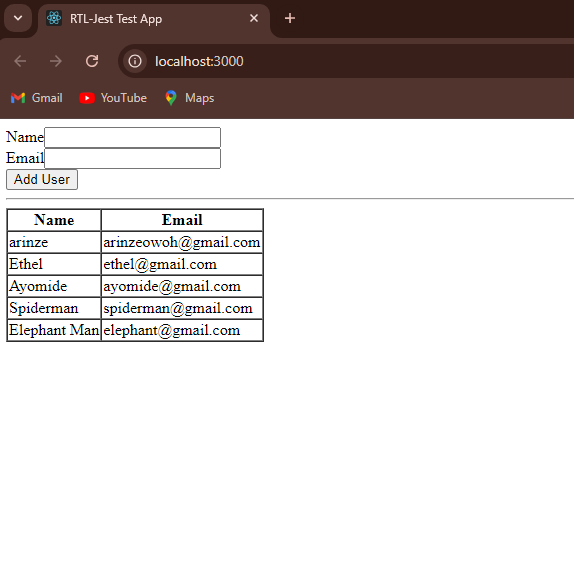 RTL-Jest Test App
localhost:3000
Gmail YouTube Maps
Name
Email
Add User
Name Email
arinze arinzeowoh@gmail.com
Ethel ethel@gmail.com
Ayomide ayomide@gmail.com
Spiderman spiderman@gmail.com
Elephant Man elephant@gmail.com